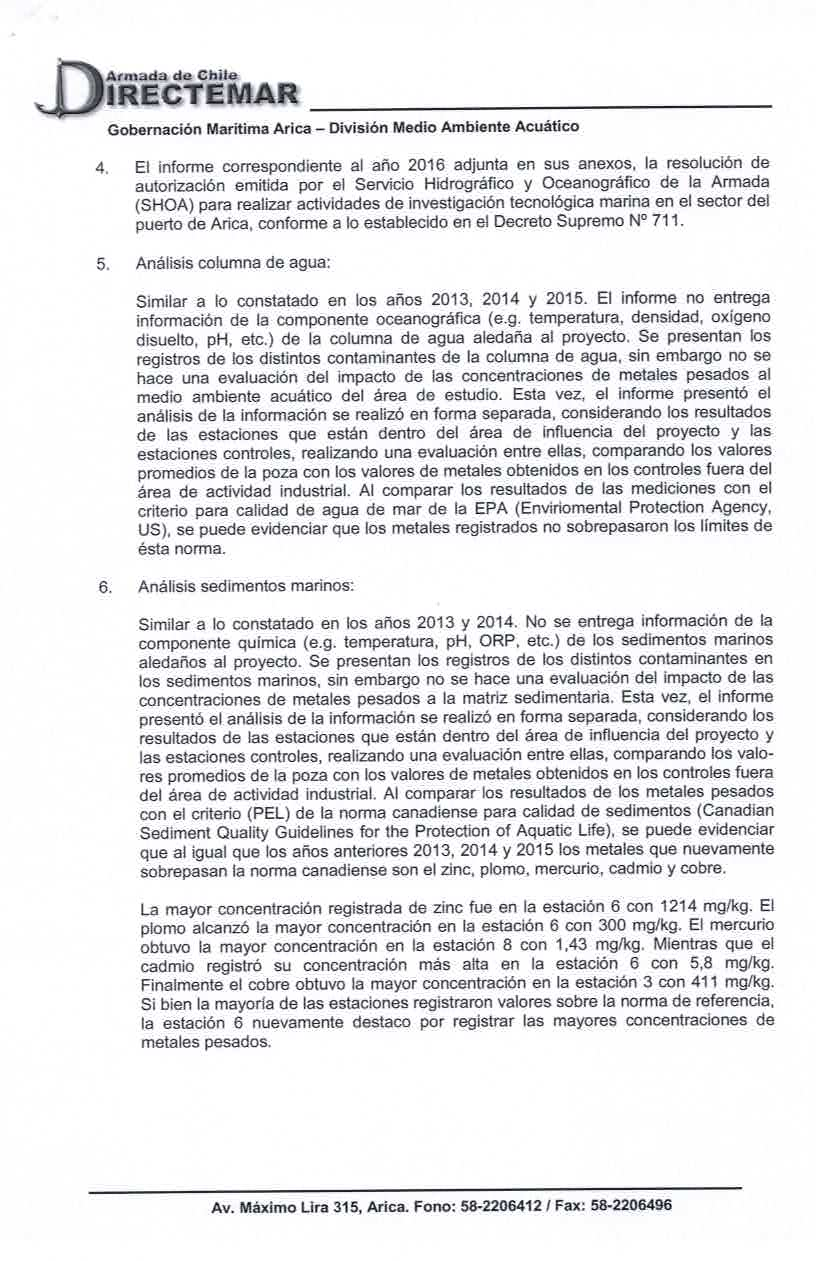 Armada de Chile
DIRECTEMAR
Gobernación Marítima Arica – División Medio Ambiente Acuático
4. El informe correspondiente al año 2016 adjunta en sus anexos, la resolución de
autorización emitida por el Servicio Hidrográfico y Oceanográfico de la Armada
(SHOA) para realizar actividades de investigación tecnológica marina en el sector del
puerto de Arica, conforme a lo establecido en el Decreto Supremo Nº 711.
5. Análisis columna de agua:
Similar a lo constatado en los años 2013, 2014 y 2015. El informe no entrega
información de la componente oceanográfica (e.g. temperatura, densidad, oxígeno
disuelto, pH, etc.) de la columna de agua aledaña al proyecto. Se presentan los
registros de los distintos contaminantes de la columna de agua, sin embargo no se
hace una evaluación del impacto de las concentraciones de metales pesados al
medio ambiente acuático del área de estudio. Esta vez, el informe presentó el
análisis de la información se realizó en forma separada, considerando los resultados
de las estaciones que están dentro del área de influencia del proyecto y las
estaciones controles, realizando una evaluación entre ellas, comparando los valores
promedios de la poza con los valores de metales obtenidos en los controles fuera del
área de actividad industrial. Al comparar los resultados de las mediciones con el
criterio para calidad de agua de mar de la EPA (Enviriomental Protection Agency,
US), se puede evidenciar que los metales registrados no sobrepasaron los límites de
ésta norma.
6. Análisis sedimentos marinos:
Similar a lo constatado en los años 2013 y 2014. No se entrega información de la
componente química (e.g. temperatura, pH, ORP, etc.) de los sedimentos marinos
aledaños al proyecto. Se presentan los registros de los distintos contaminantes en
los sedimentos marinos, sin embargo no se hace una evaluación del impacto de las
concentraciones de metales pesados a la matriz sedimentaria. Esta vez, el informe
presentó el análisis de la información se realizó en forma separada, considerando los
resultados de las estaciones que están dentro del área de influencia del proyecto y
las estaciones controles, realizando una evaluación entre ellas, comparando los valo-
res promedios de la poza con los valores de metales obtenidos en los controles fuera
del área de actividad industrial. Al comparar los resultados de los metales pesados
con el criterio (PEL) de la norma canadiense para calidad de sedimentos (Canadian
Sediment Quality Guidelines for the Protection of Aquatic Life), se puede evidenciar
que al igual que los años anteriores 2013, 2014 y 2015 los metales que nuevamente
sobrepasan la norma canadiense son el zinc, plomo, mercurio, cadmio y cobre.
La mayor concentración registrada de zinc fue en la estación 6 con 1214 mg/kg. El
plomo alcanzó la mayor concentración en la estación 6 con 300 mg/kg. El mercurio
obtuvo la mayor concentración en la estación 8 con 1,43 mg/kg. Mientras que el
cadmio registró su concentración más alta en la estación 6 con 5,8 mg/kg.
Finalmente el cobre obtuvo la mayor concentración en la estación 3 con 411 mg/kg.
Si bien la mayoría de las estaciones registraron valores sobre la norma de referencia,
la estación 6 nuevamente destaco por registrar las mayores concentraciones de
metales pesados.
Av. Máximo Lira 315, Arica. Fono: 58-2206412 / Fax: 58-2206496